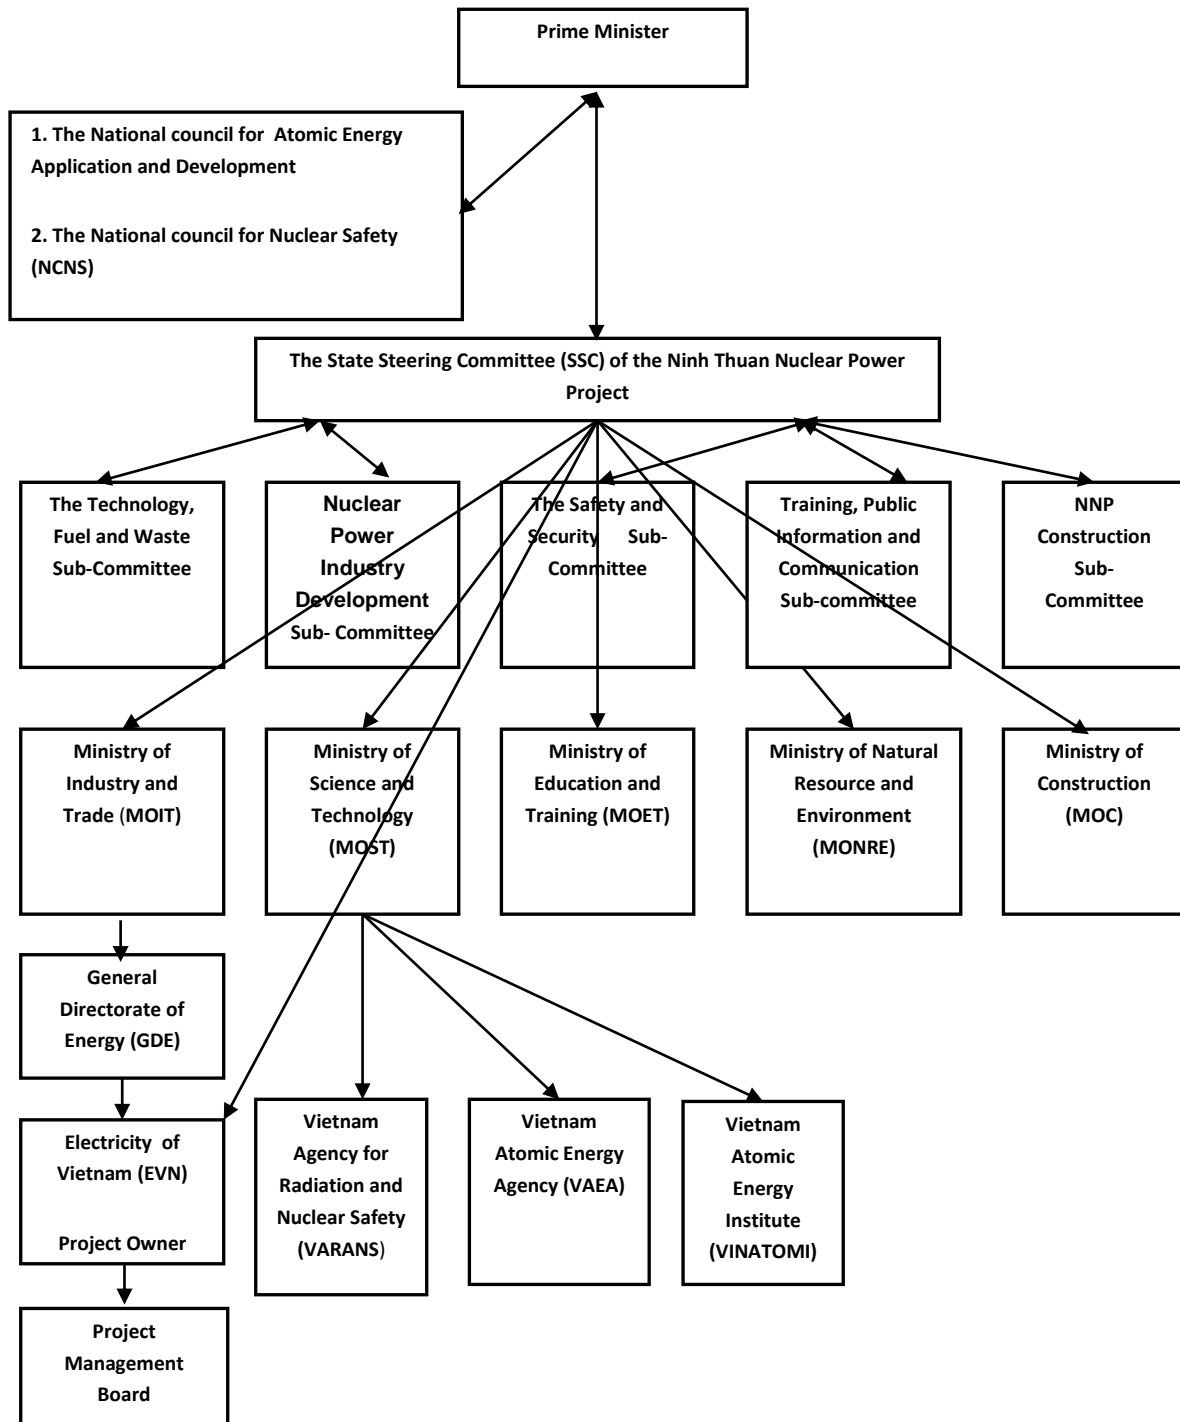 Prime Minister
1. The National council for  Atomic Energy
Application and Development
2. The National council for Nuclear Safety
(NCNS)
The State Steering Committee (SSC) of the Ninh Thuan Nuclear Power
Project
The Technology,
Fuel and Waste
Sub-Committee
Nuclear
Power
Industry
Development
Sub- Committee
The Safety and
Security Sub-
Committee
Training, Public
Information and
Communication
Sub-committee
NNP
Construction
Sub-
Committee
Ministry of
Industry and
Trade (MOIT)
Ministry of
Science and
Technology
(MOST)
Ministry of
Education and
Training (MOET)
Ministry of Natural
Resource and
Environment
(MONRE)
Ministry of
Construction
(MOC)
General
Directorate of
Energy (GDE)
Electricity  of
Vietnam (EVN)
Project Owner
Vietnam
Agency for
Radiation and
Nuclear Safety
(VARANS)
Vietnam
Atomic Energy
Agency (VAEA)
Vietnam
Atomic
Energy
Institute
(VINATOMI)
Project
Management
Board